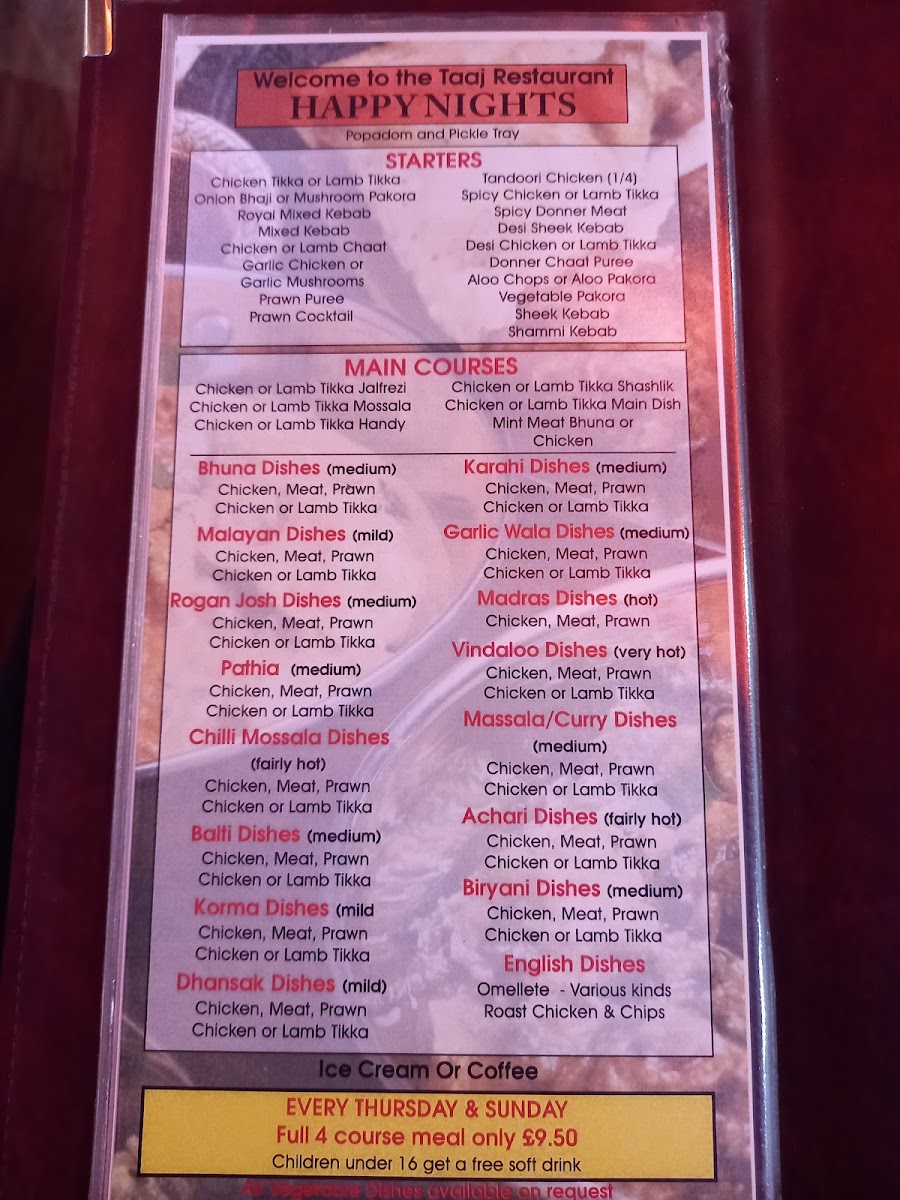 Welcome to the Taaj Restaurant
HAPPY NIGHTS
Popadom and Pickle Tray
STARTERS
Chicken Tikka or Lamb Tikka
Onion Bhaji or Mushroom Pakora
Royal Mixed Kebab
Mixed Kebab
Chicken or Lamb Chaat
Garlic Chicken or
Garlic Mushrooms
Prawn Puree
Prawn Cocktail
Tandoori Chicken (1/4)
Spicy Chicken or Lamb Tikka
Spicy Donner Meat
Desi Sheek Kebab
Desi Chicken or Lamb Tikka
Donner Chaat Puree
Aloo Chops or Aloo Pakora
Vegetable Pakora
Sheek Kebab
Shammi Kebab
MAIN COURSES
Chicken or Lamb Tikka Jalfrezi
Chicken or Lamb Tikka Mossala
Chicken or Lamb Tikka Handy
Chicken or Lamb Tikka Shashlik
Chicken or Lamb Tikka Main Dish
Mint Meat Bhuna or
Chicken
Bhuna Dishes (medium)
Chicken, Meat, Prawn
Chicken or Lamb Tikka
Malayan Dishes (mild)
Chicken, Meat, Prawn
Chicken or Lamb Tikka
Rogan Josh Dishes (medium)
Chicken, Meat, Prawn
Chicken or Lamb Tikka
Pathia (medium)
Chicken, Meat, Prawn
Chicken or Lamb Tikka
Chilli Mossala Dishes
(fairly hot)
Chicken, Meat, Prawn
Chicken or Lamb Tikka
Balti Dishes (medium)
Chicken, Meat, Prawn
Chicken or Lamb Tikka
Korma Dishes (mild
Chicken, Meat, Prawn
Chicken or Lamb Tikka
Dhansak Dishes (mild)
Chicken, Meat, Prawn
Chicken or Lamb Tikka
Karahi Dishes (medium)
Chicken, Meat, Prawn
Chicken or Lamb Tikka
Garlic Wala Dishes (medium)
Chicken, Meat, Prawn
Chicken or Lamb Tikka
Madras Dishes (hot)
Chicken, Meat, Prawn
Vindaloo Dishes (very hot)
Chicken, Meat, Prawn
Chicken or Lamb Tikka
Massala/Curry Dishes
(medium)
Chicken, Meat, Prawn
Chicken or Lamb Tikka
Achari Dishes (fairly hot)
Chicken, Meat, Prawn
Chicken or Lamb Tikka
Biryani Dishes (medium)
Chicken, Meat, Prawn
Chicken or Lamb Tikka
English Dishes
Omellete - Various kinds
Roast Chicken & Chips
Ice Cream Or Coffee
EVERY THURSDAY & SUNDAY
Full 4 course meal only £9.50
Children under 16 get a free soft drink
All Vegetable Dishes available on request